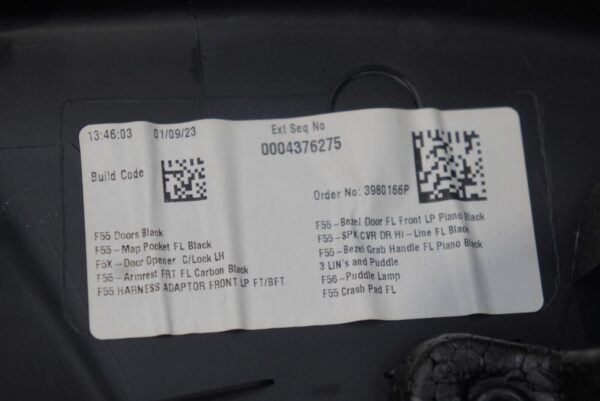 13:46:03 01/09/23
Ext Seq No
0004376275
Build Code
Order No: 3980166P
F55 Doors Black
F55-Map Pocket FL Black
F5X-Door Opener C/Lock LH
F55-Armrest FRT FL Carbon Black
F55 HARNESS ADAPTOR FRONT LP FT/BFT
F55-Bezel Door FL Front LP Piano Black
F55-SPK CVR DR Hi-Line FL Black
F55-Bezel Grab Handle FL Piano Black
3 LIN's and Puddle
F56-Puddle Lamp
F55 Crash Pad FL